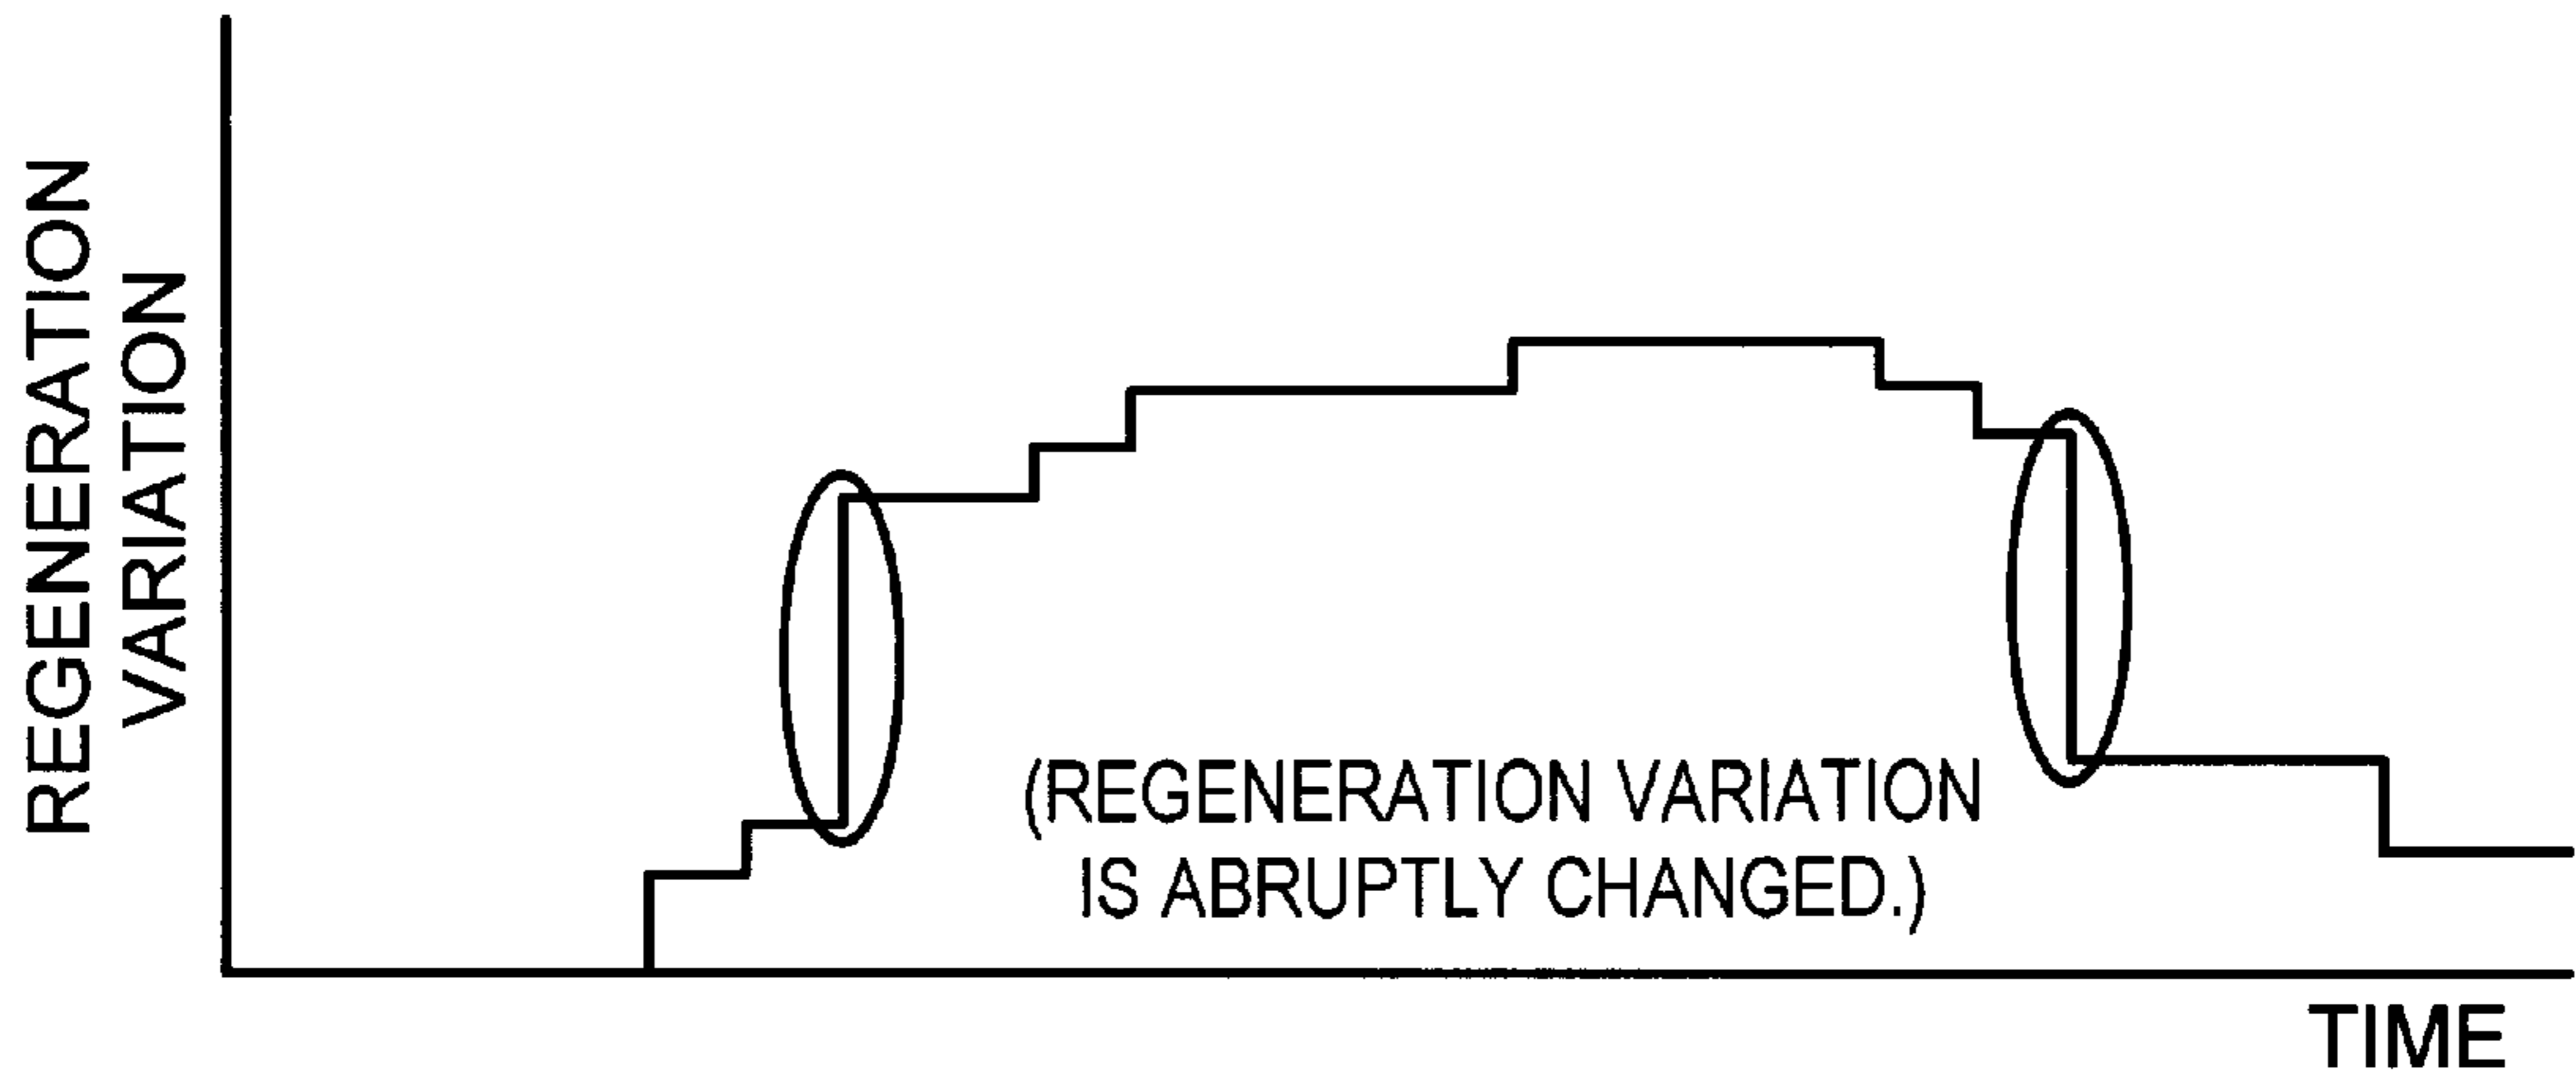 REGENERATION
VARIATION
(REGENERATION VARIATION
IS ABRUPTLY CHANGED.)
TIME